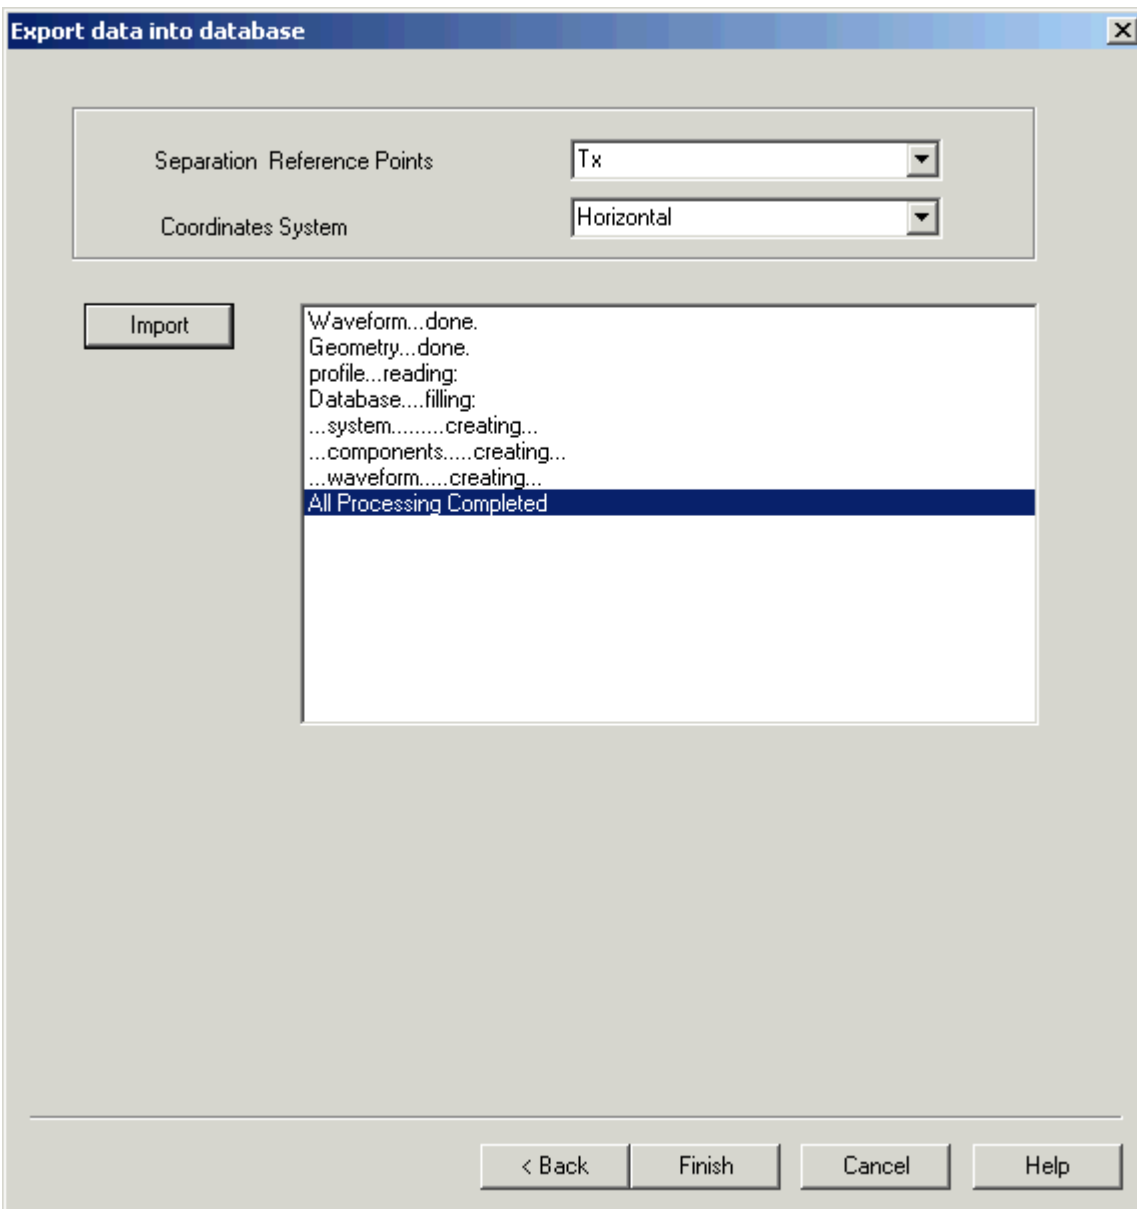 Export data into database
Separation Reference Points
Tx
Coordinates System
Horizontal
Import
Waveform...done.
Geometry...done.
profile...reading:
Database....filling:
...system.........creating...
...components.....creating...
...waveform.....creating...
All Processing Completed
< Back
Finish
Cancel
Help